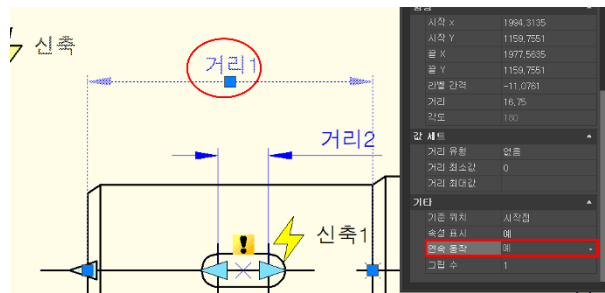 신축
거리1
거리2
신축1
시작 X 1994,3135
시작 Y 1159,7551
끝 X 1977,5635
끝 Y 1159,7551
라벨 간격 -11,0761
거리 16,75
각도 180
값 세트
거리 유형 없음
거리 최소값 0
거리 최대값
기타
기준 위치 시작점
속성 표시 예
연속 동작 예
그립 수 1